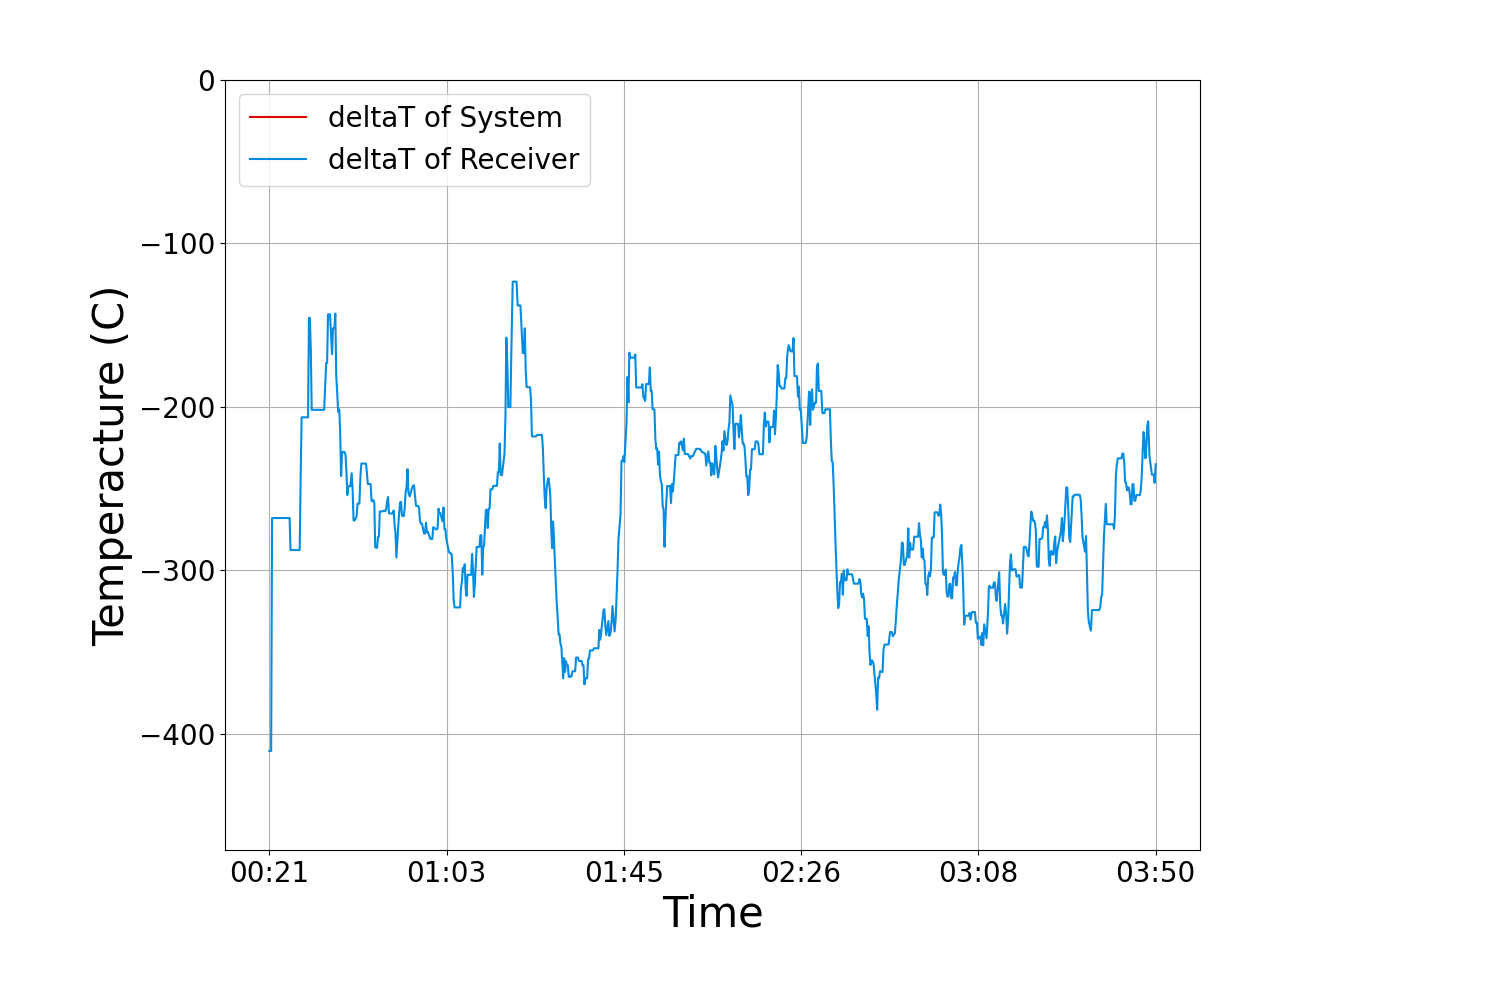 0
deltaT of System
deltaT of Receiver
−100
−200
−300
−400
Temperacture (C)
00:21 01:03 01:45 02:26 03:08 03:50
Time